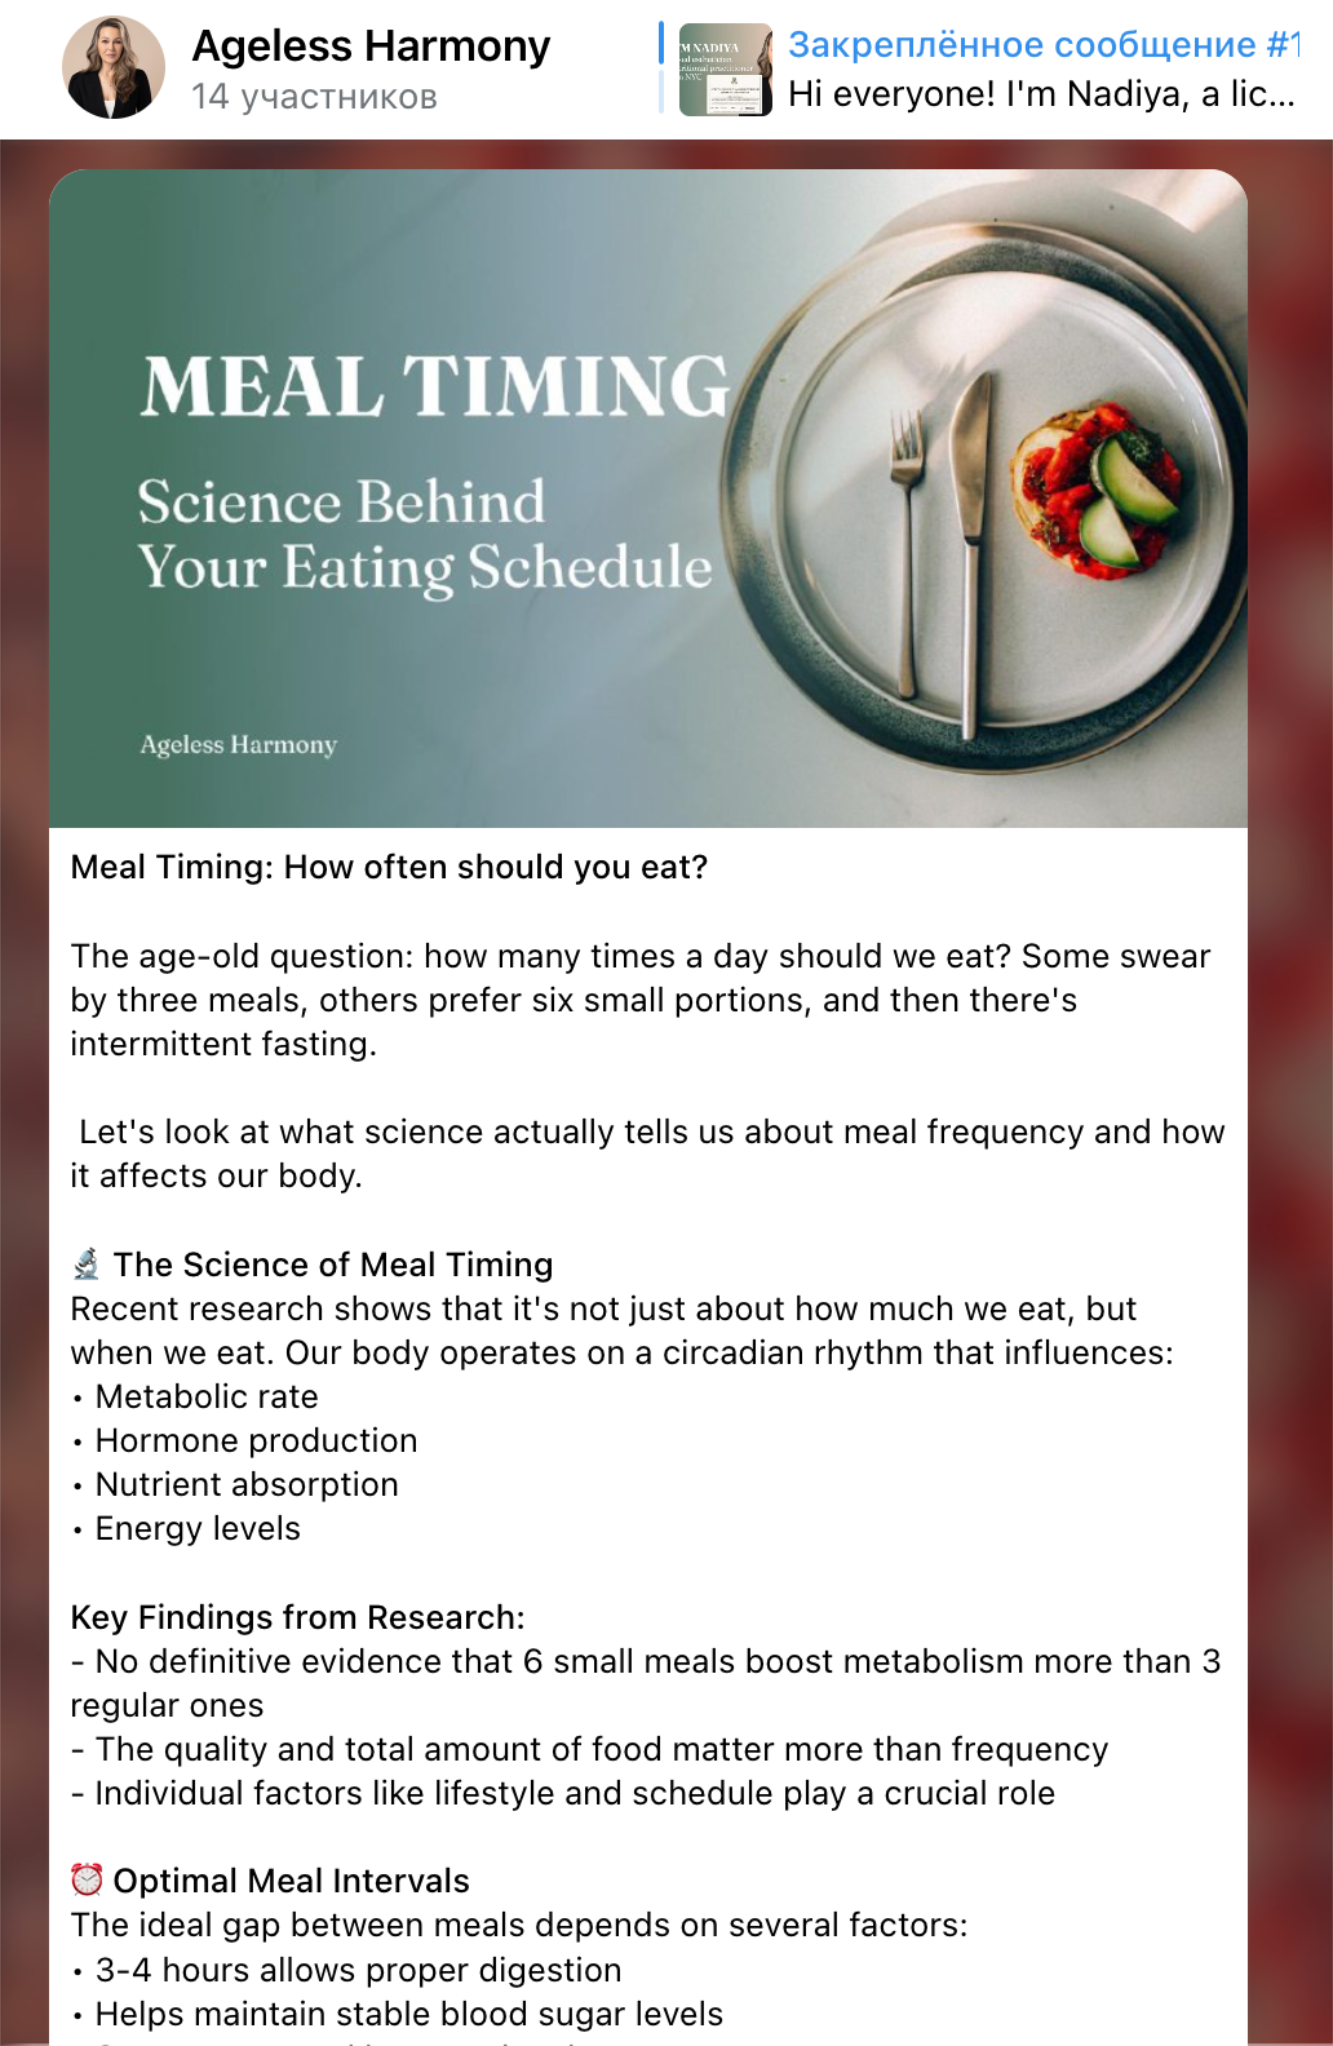 Ageless Harmony
14 участников
Закреплённое сообщение #1
Hi everyone! I'm Nadiya, a lic...
'M NADIYA
NYC
MEAL TIMING
Science Behind
Your Eating Schedule
Ageless Harmony
Meal Timing: How often should you eat?
The age-old question: how many times a day should we eat? Some swear
by three meals, others prefer six small portions, and then there's
intermittent fasting.
Let's look at what science actually tells us about meal frequency and how
it affects our body.
🔬 The Science of Meal Timing
Recent research shows that it's not just about how much we eat, but
when we eat. Our body operates on a circadian rhythm that influences:
• Metabolic rate
• Hormone production
• Nutrient absorption
• Energy levels
Key Findings from Research:
- No definitive evidence that 6 small meals boost metabolism more than 3
regular ones
- The quality and total amount of food matter more than frequency
- Individual factors like lifestyle and schedule play a crucial role
⏰ Optimal Meal Intervals
The ideal gap between meals depends on several factors:
• 3-4 hours allows proper digestion
• Helps maintain stable blood sugar levels